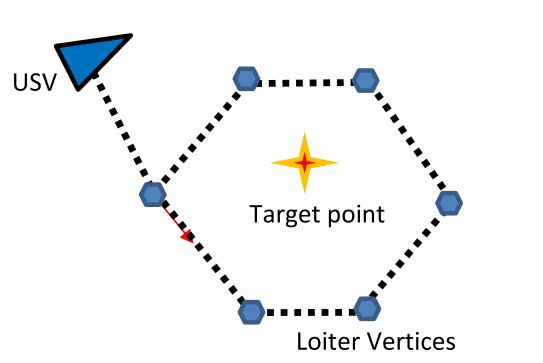 USV
Target point
Loiter Vertices